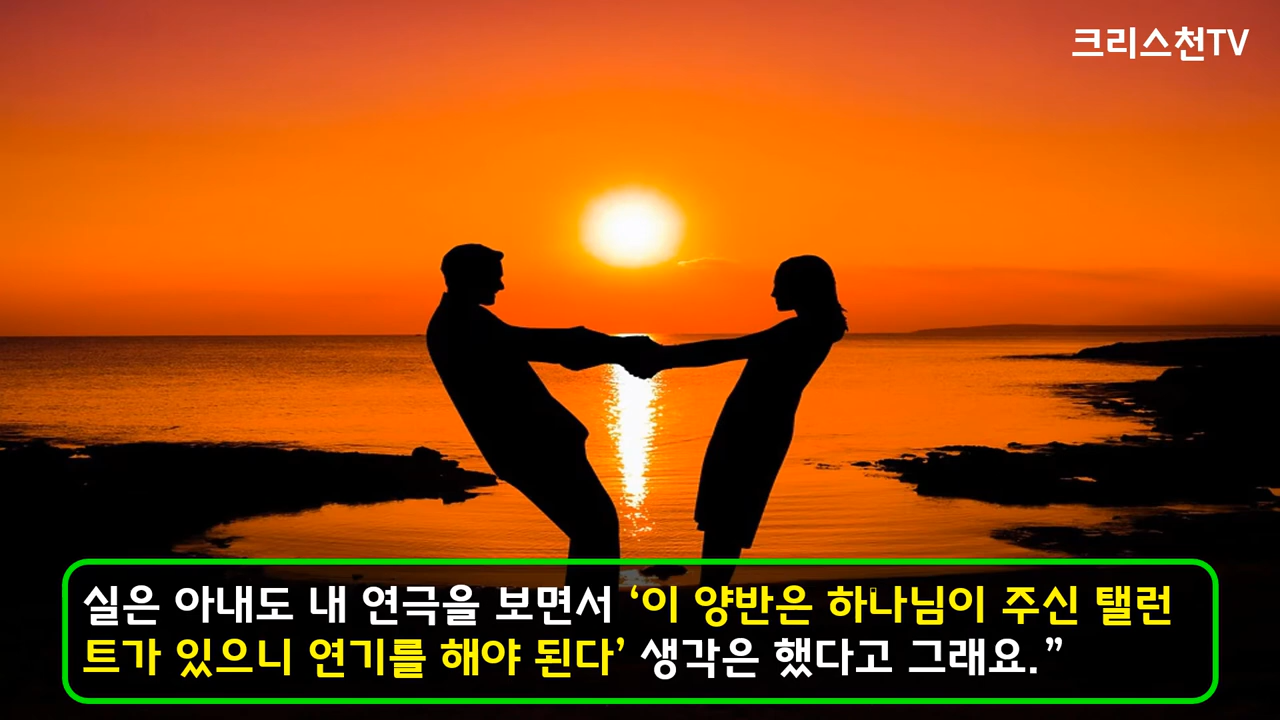 크리스천TV
실은 아내도 내 연극을 보면서 ‘이 양반은 하나님이 주신 탤런
트가 있으니 연기를 해야 된다’ 생각은 했다고 그래요.”